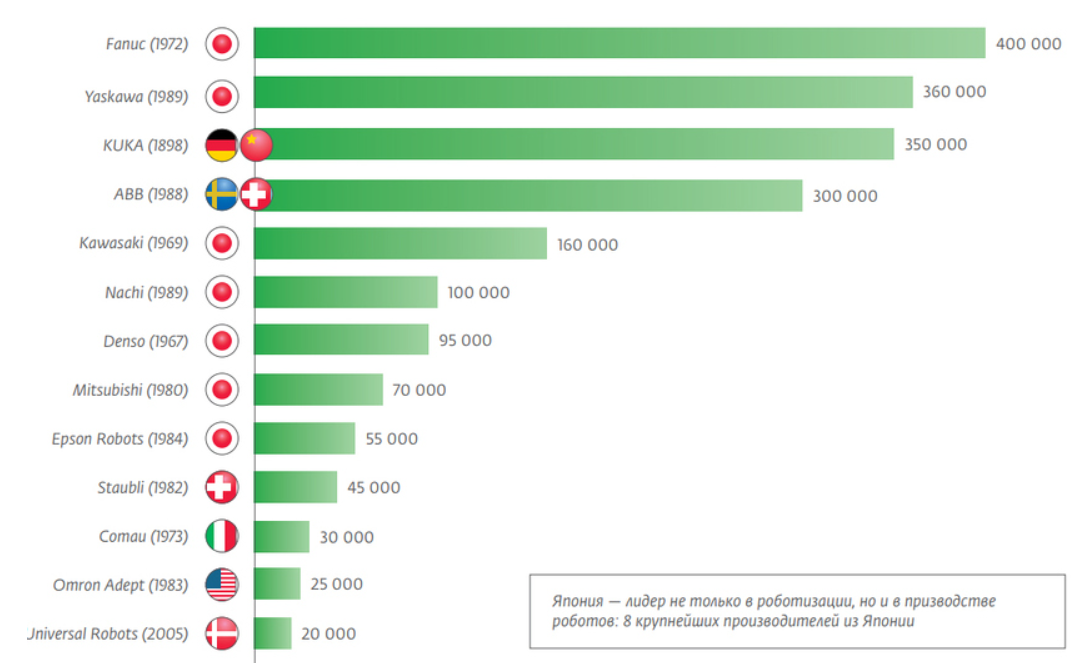 Fanuc (1972) 400 000
Yaskawa (1989) 360 000
KUKA (1898) 350 000
ABB (1988) 300 000
Kawasaki (1969) 160 000
Nachi (1989) 100 000
Denso (1967) 95 000
Mitsubishi (1980) 70 000
Epson Robots (1984) 55 000
Staubli (1982) 45 000
Comau (1973) 30 000
Omron Adept (1983) 25 000
Universal Robots (2005) 20 000
Япония — лидер не только в роботизации, но и в призводстве
роботов: 8 крупнейших производителей из Японии